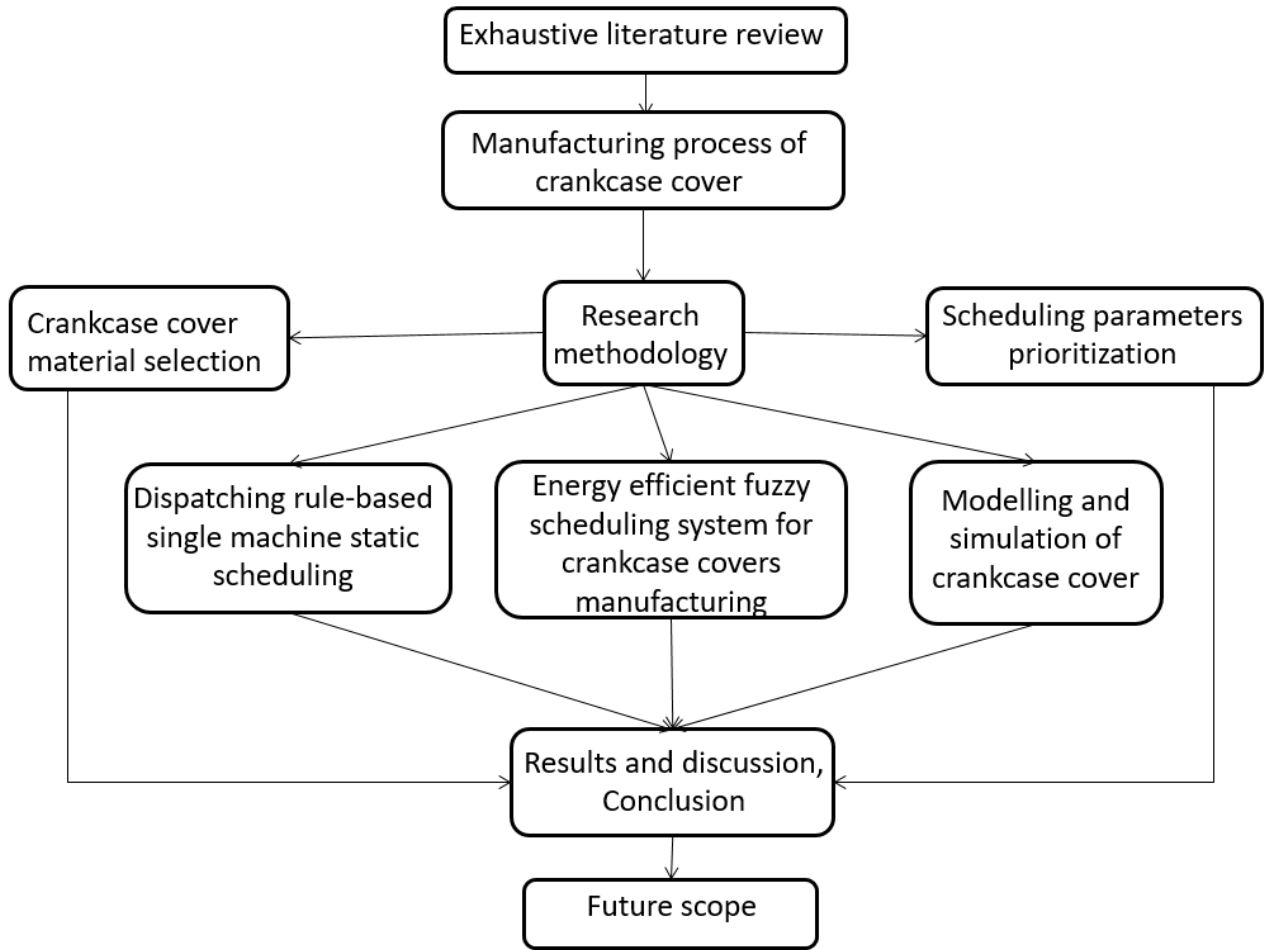 Exhaustive literature review
Manufacturing process of
crankcase cover
Crankcase cover
material selection
Research
methodology
Scheduling parameters
prioritization
Dispatching rule-based
single machine static
scheduling
Energy efficient fuzzy
scheduling system for
crankcase covers
manufacturing
Modelling and
simulation of
crankcase cover
Results and discussion,
Conclusion
Future scope